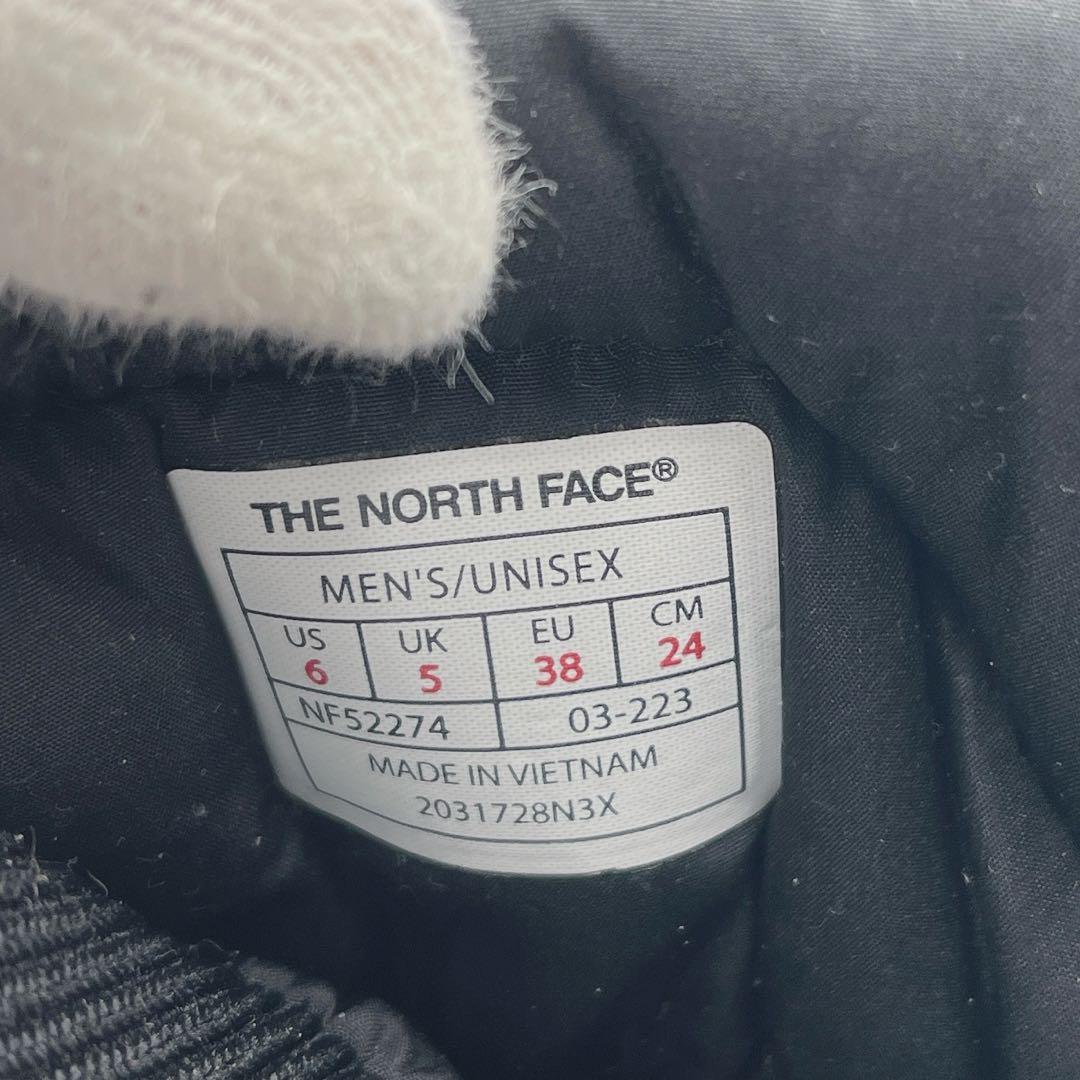 THE NORTH FACE®
MEN'S/UNISEX
US UK EU CM
6 5 38 24
NF52274 03-223
MADE IN VIETNAM
2031728N3X